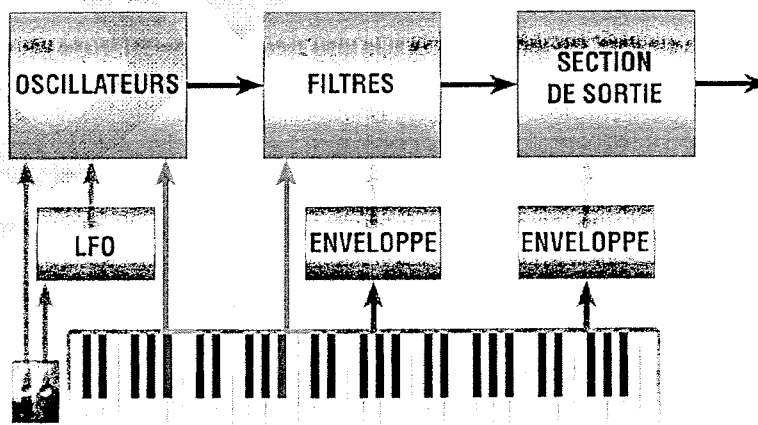 OSCILLATEURS
FILTRES
SECTION
DE SORTIE
LFO
ENVELOPPE
ENVELOPPE